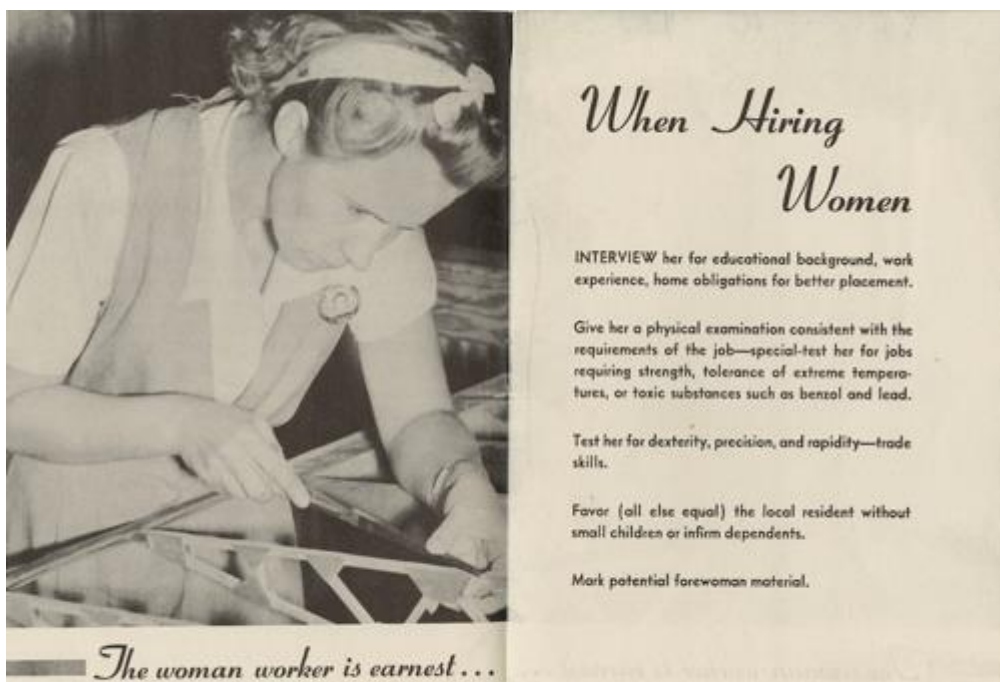 The woman worker is earnest...
When Hiring
Women
INTERVIEW her for educational background, work
experience, home obligations for better placement.
Give her a physical examination consistent with the
requirements of the job—special-test her for jobs
requiring strength, tolerance of extreme tempera-
tures, or toxic substances such as benzol and lead.
Test her for dexterity, precision, and rapidity—trade
skills.
Favor (all else equal) the local resident without
small children or infirm dependents.
Mark potential forewoman material.